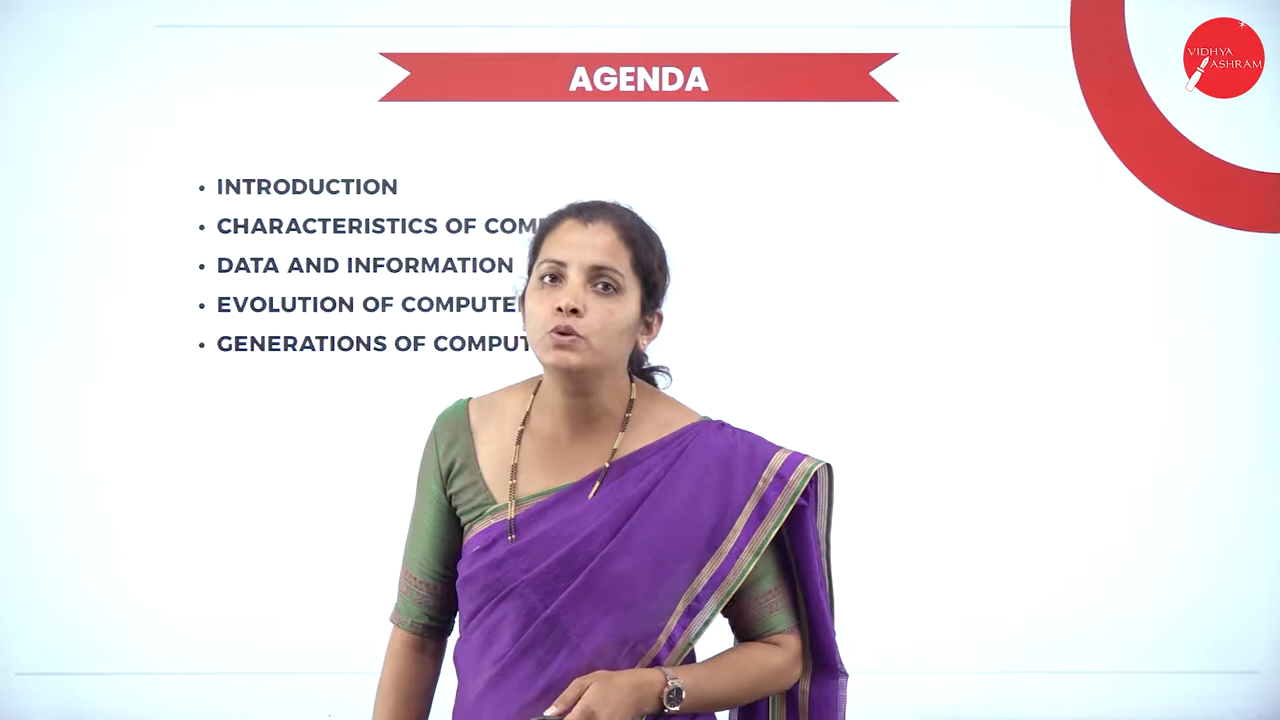 AGENDA
VIDHYA
ASHRAM
• INTRODUCTION
• CHARACTERISTICS OF
• DATA AND INFORMATION
• EVOLUTION OF
• GENERATIONS OF